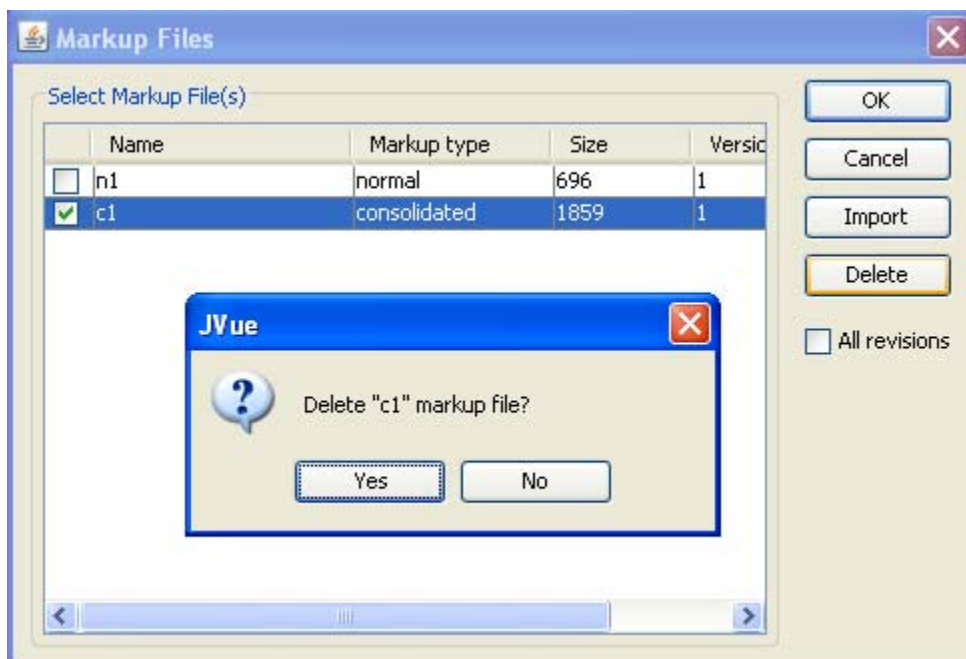 Markup Files
Select Markup File(s)
Name Markup type Size Versic
n1 normal 696 1
c1 consolidated 1859 1
OK
Cancel
Import
Delete
All revisions
JVue
Delete "c1" markup file?
Yes No